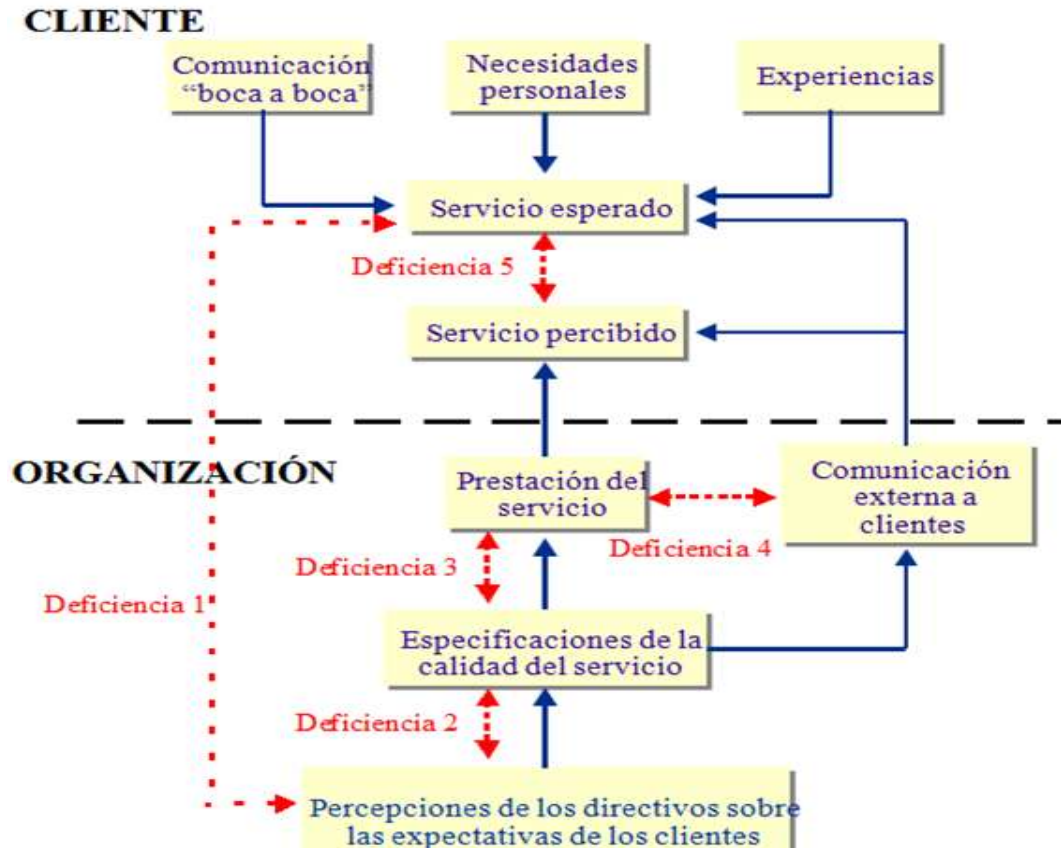 CLIENTE
Comunicación
“boca a boca”
Necesidades
personales
Experiencias
Servicio esperado
Deficiencia 5
Servicio percibido
ORGANIZACIÓN
Prestación del
servicio
Comunicación
externa a
clientes
Deficiencia 4
Deficiencia 3
Deficiencia 1
Especificaciones de la
calidad del servicio
Deficiencia 2
Percepciones de los directivos sobre
las expectativas de los clientes